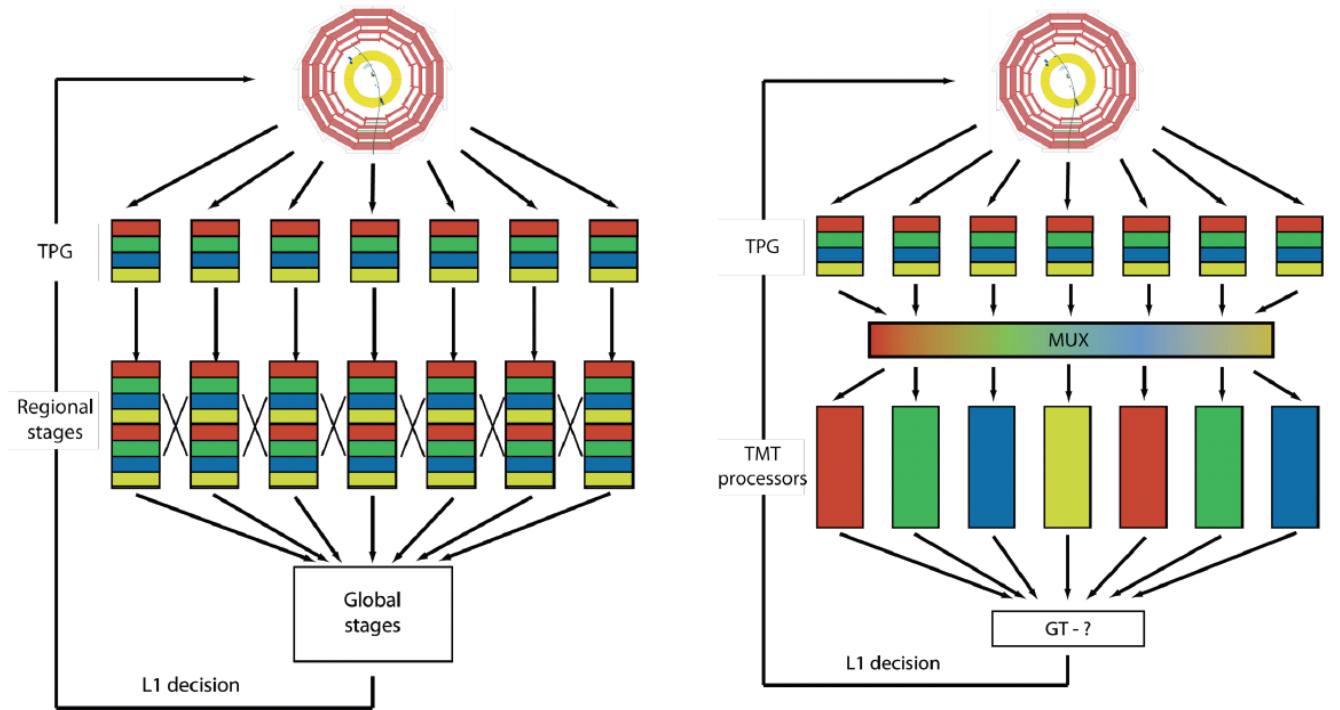 TPG
Regional
stages
Global
stages
L1 decision
TPG
MUX
TMT
processors
GT - ?
L1 decision